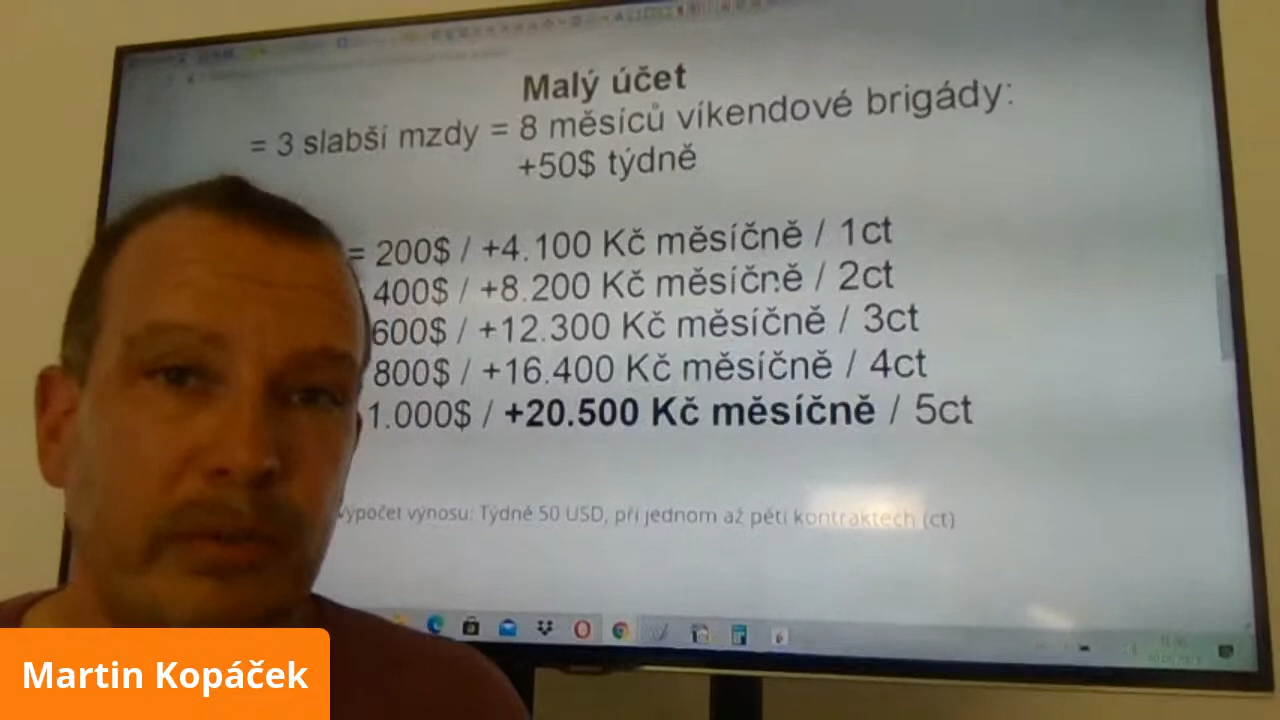 Malý účet
= 3 slabší mzdy = 8 měsíců víkendové brigády:
+50$ týdně
= 200$ / +4.100 Kč měsíčně / 1ct
400$ / +8.200 Kč měsíčně / 2ct
600$ / +12.300 Kč měsíčně / 3ct
800$ / +16.400 Kč měsíčně / 4ct
1.000$ / +20.500 Kč měsíčně / 5ct
Výpočet výnosu: Týdně 50 USD, při jednom až pěti kontraktech (ct)
Martin Kopáček